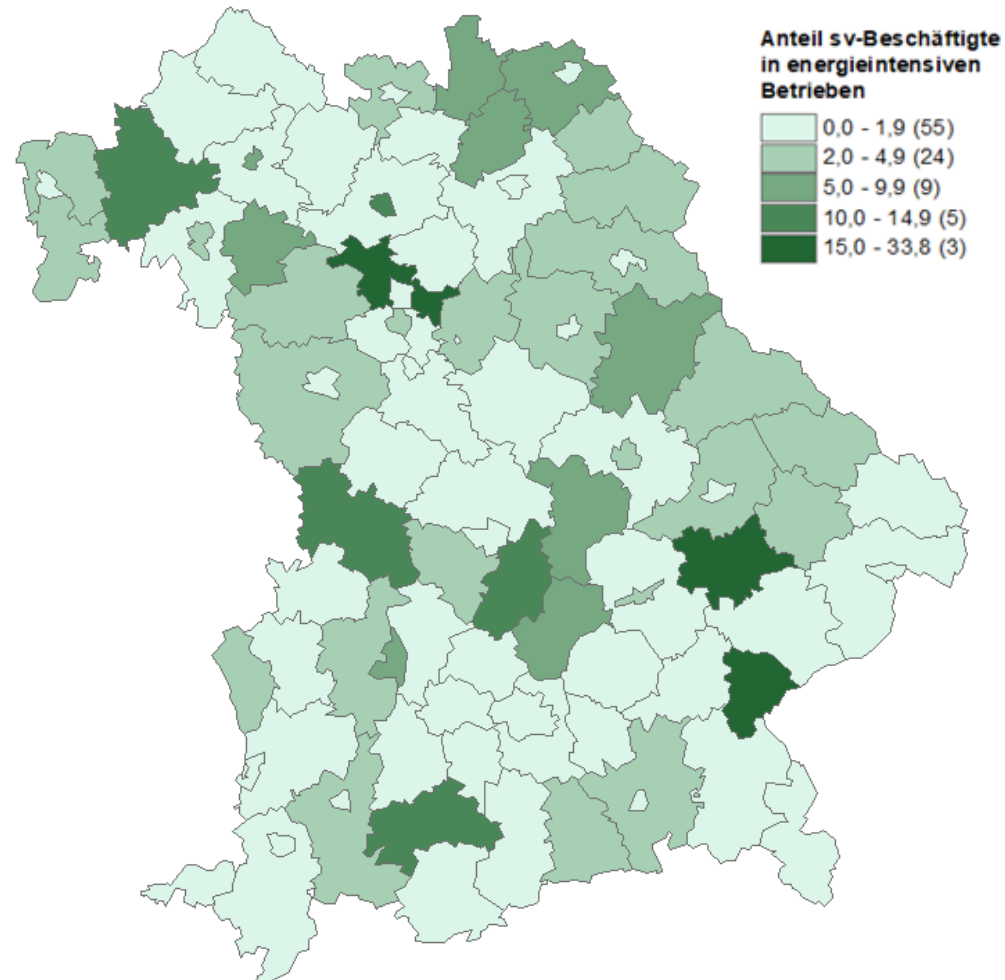 Anteil sv-Beschäftigte
in energieintensiven
Betrieben
0,0 - 1,9 (55)
2,0 - 4,9 (24)
5,0 - 9,9 (9)
10,0 - 14,9 (5)
15,0 - 33,8 (3)